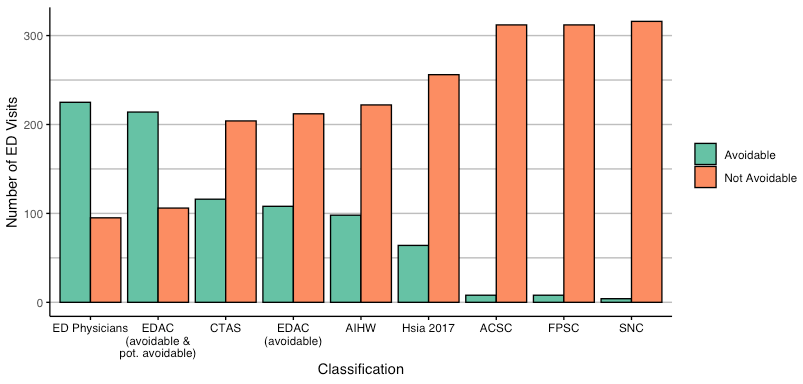 Number of ED Visits
300
200
100
0
ED Physicians
EDAC
(avoidable &
pot. avoidable)
CTAS
EDAC
(avoidable)
AIHW
Hsia 2017
ACSC
FPSC
SNC
Classification
Avoidable
Not Avoidable